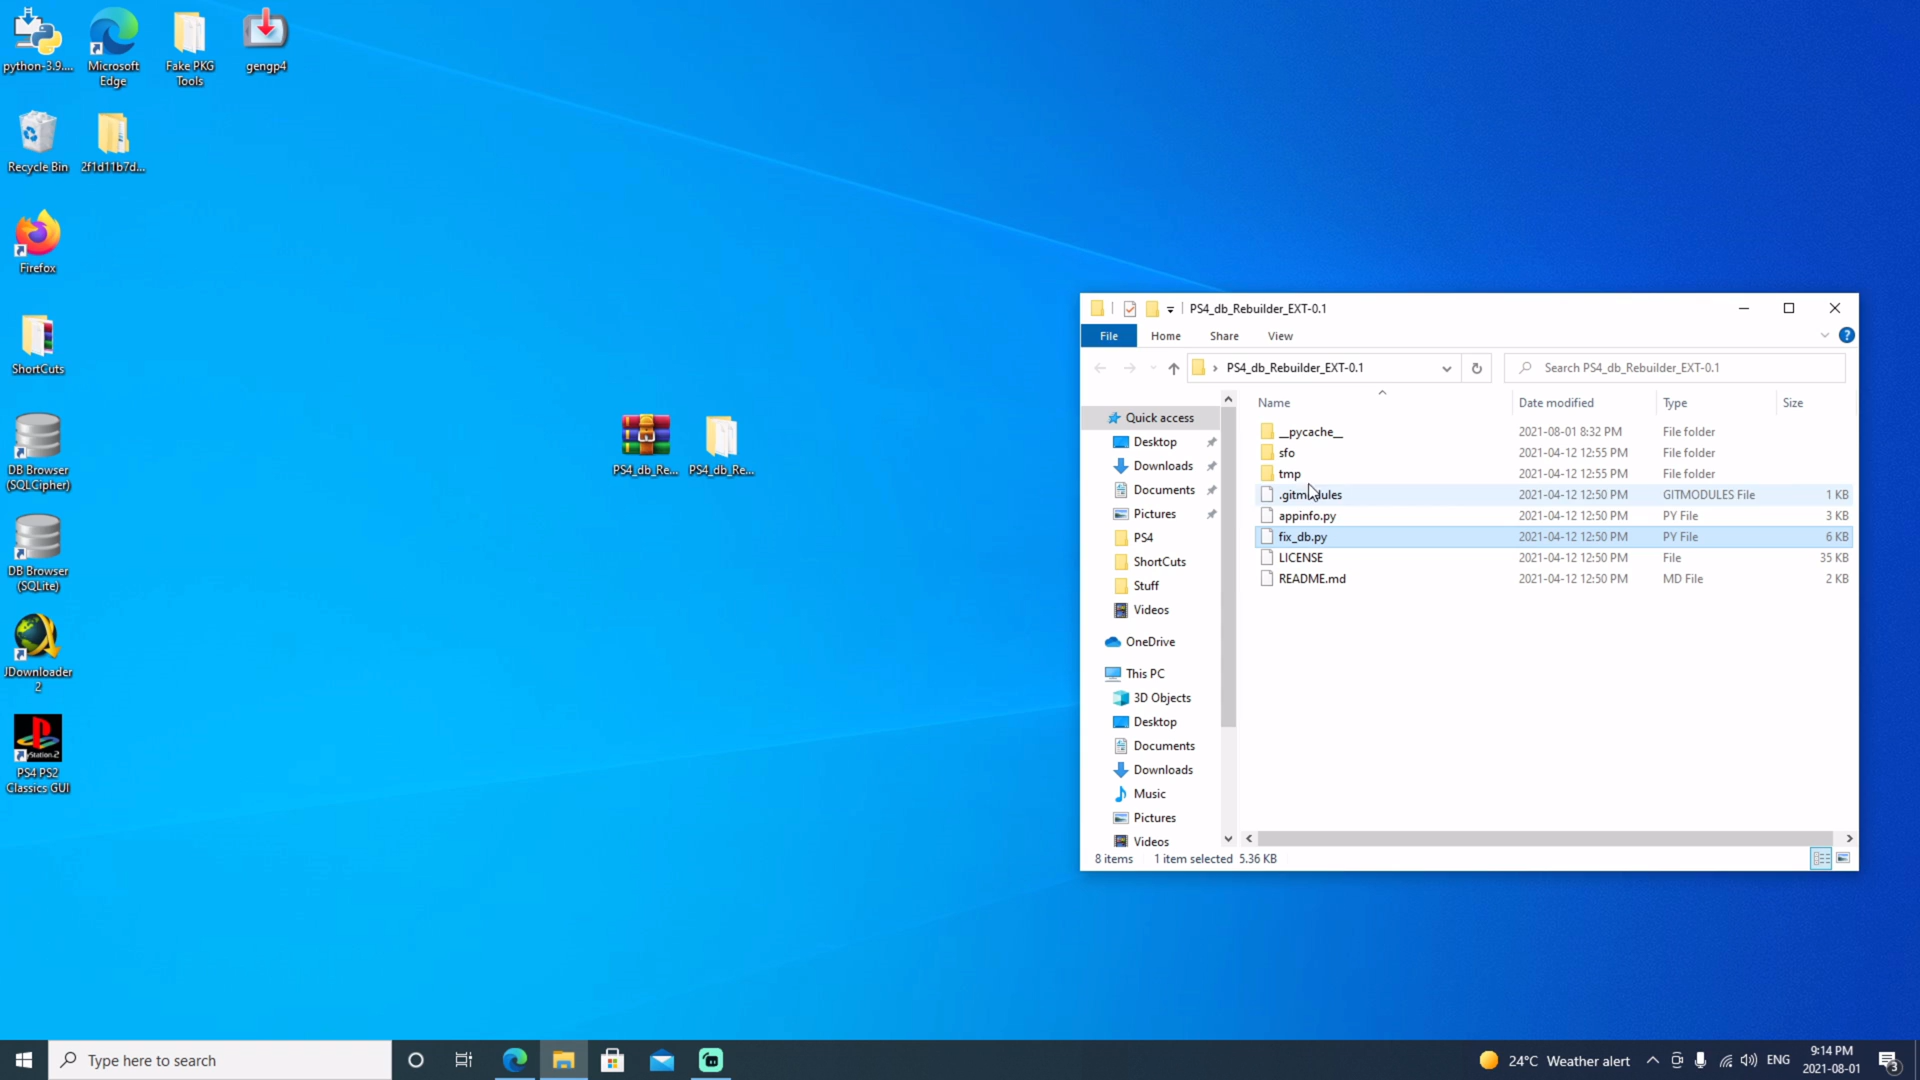 python-3.9....
Microsoft
Edge
Fake PKG
Tools
gengp4
Recycle Bin
2f1d11b7d...
Firefox
ShortCuts
DB Browser
(SQLCipher)
DB Browser
(SQLite)
JDownloader
2
PS4 PS2
Classics GUI
PS4_db_Re...
PS4_db_Re...
PS4_db_Rebuilder_EXT-0.1
File
Home
Share
View
PS4_db_Rebuilder_EXT-0.1
Search PS4_db_Rebuilder_EXT-0.1
Quick access
Desktop
Downloads
Documents
Pictures
PS4
ShortCuts
Stuff
Videos
OneDrive
This PC
3D Objects
Desktop
Documents
Downloads
Music
Pictures
Videos
Name Date modified Type Size
__pycache__ 2021-08-01 8:32 PM File folder
sfo 2021-04-12 12:55 PM File folder
tmp 2021-04-12 12:55 PM File folder
.gitmodules 2021-04-12 12:50 PM GITMODULES File 1 KB
appinfo.py 2021-04-12 12:50 PM PY File 3 KB
fix_db.py 2021-04-12 12:50 PM PY File 6 KB
LICENSE 2021-04-12 12:50 PM File 35 KB
README.md 2021-04-12 12:50 PM MD File 2 KB
8 items 1 item selected 5.36 KB
Type here to search
24°C Weather alert
ENG
9:14 PM
2021-08-01
3